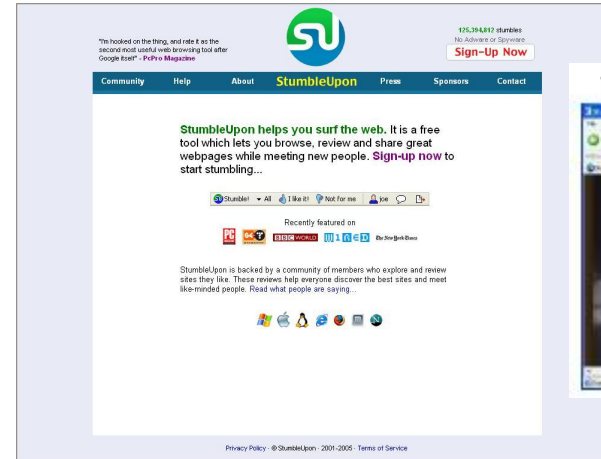 "I'm hooked on the thing, and rate it as the
second most useful web browsing tool after
Google itself" - PcPro Magazine
SU
125,394,812 stumbles
No Adware or Spyware
Sign-Up Now
Community Help About StumbleUpon Press Sponsors Contact
StumbleUpon helps you surf the web. It is a free
tool which lets you browse, review and share great
webpages while meeting new people. Sign-up now to
start stumbling...
Stumble! All I like it! Not for me joe
Recently featured on
PC BBC WORLD WIRED The New York Times
StumbleUpon is backed by a community of members who explore and review
sites they like. These reviews help everyone discover the best sites and meet
like-minded people. Read what people are saying...
Privacy Policy - © StumbleUpon - 2001-2005 - Terms of Service